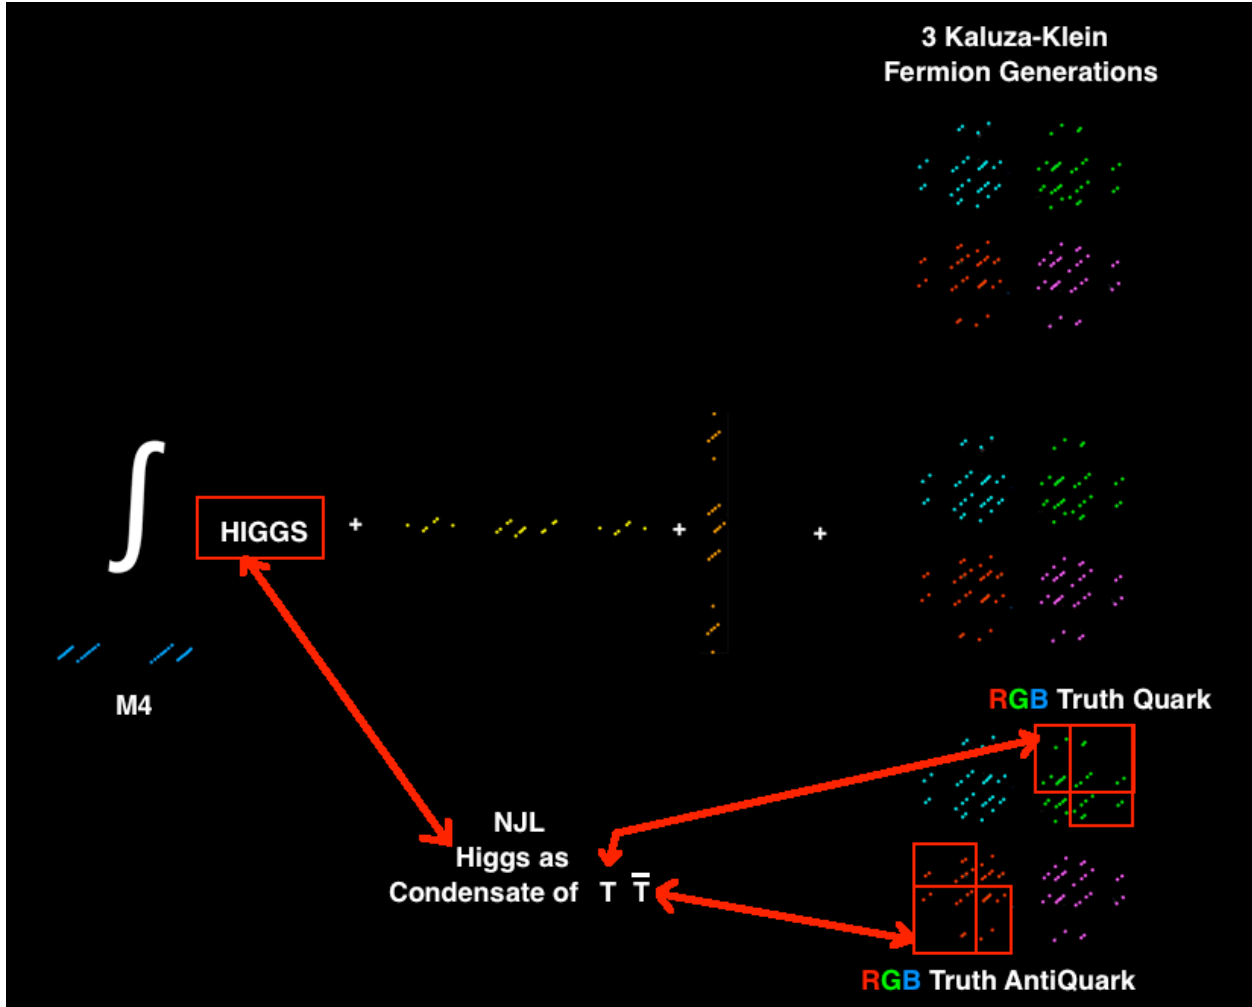 3 Kaluza-Klein
Fermion Generations
∫
HIGGS + + +
M4
RGB Truth Quark
NJL
Higgs as
Condensate of T T̅
RGB Truth AntiQuark